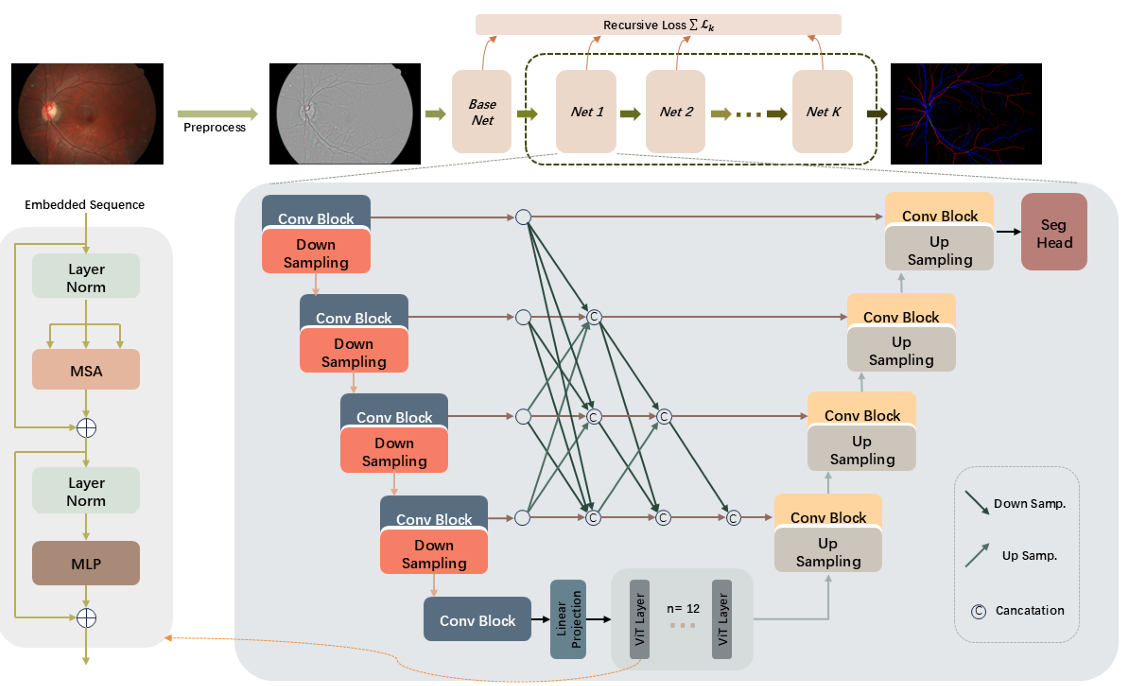 Recursive Loss ∑ ℒₖ
Preprocess
Base
Net
Net 1
Net 2
Net K
Embedded Sequence
Layer
Norm
MSA
Layer
Norm
MLP
Conv Block
Down
Sampling
Conv Block
Down
Sampling
Conv Block
Down
Sampling
Conv Block
Down
Sampling
Conv Block
Linear
Projection
ViT Layer
n= 12
ViT Layer
C
C
C
C
C
C
Conv Block
Up
Sampling
Seg
Head
Conv Block
Up
Sampling
Conv Block
Up
Sampling
Conv Block
Up
Sampling
Down Samp.
Up Samp.
C Cancatation